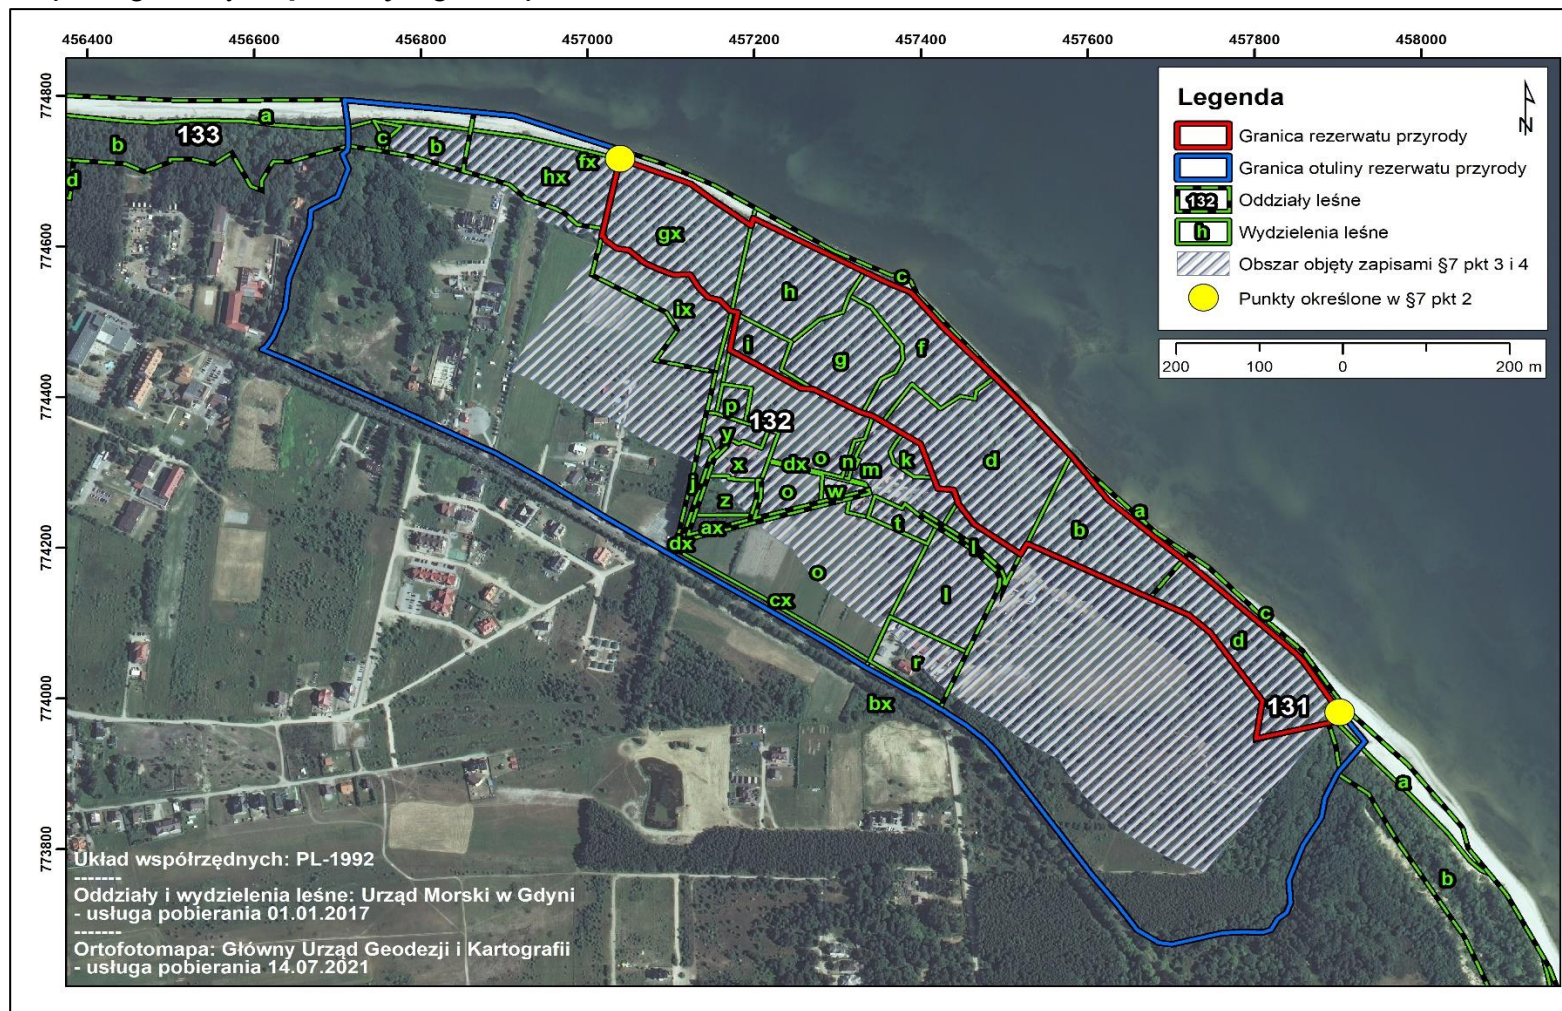 456400 456600 456800 457000 457200 457400 457600 457800 458000
774800
774600
774400
774200
774000
773800
Legenda
N
Granica rezerwatu przyrody
Granica otuliny rezerwatu przyrody
132 Oddziały leśne
h Wydzielenia leśne
Obszar objęty zapisami §7 pkt 3 i 4
Punkty określone w §7 pkt 2
200 100 0 200 m
a
133
b
c
b
d
fx
hx
gx
c
h
ix
i
g
f
p
132
y
x
dx
o
n
m
k
d
j
z
o
w
a
ax
t
b
dx
l
o
cx
l
c
d
r
bx
131
a
b
Układ współrzędnych: PL-1992
-------
Oddziały i wydzielenia leśne: Urząd Morski w Gdyni
- usługa pobierania 01.01.2017
-------
Ortofotomapa: Główny Urząd Geodezji i Kartografii
- usługa pobierania 14.07.2021